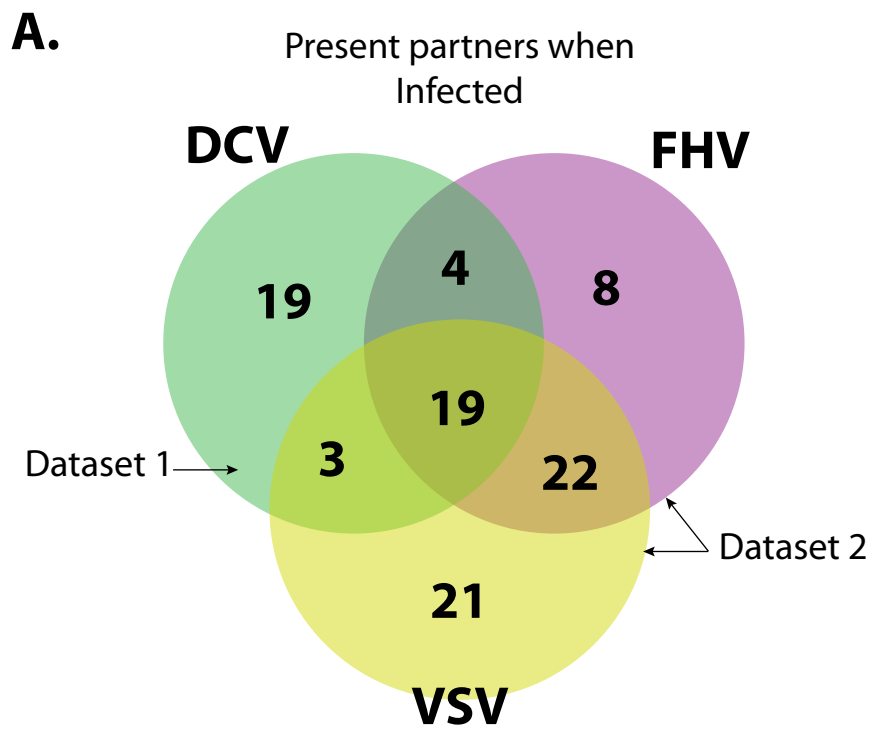 A.
Present partners when
Infected
DCV
FHV
19
4
8
19
3
22
Dataset 1
Dataset 2
21
VSV